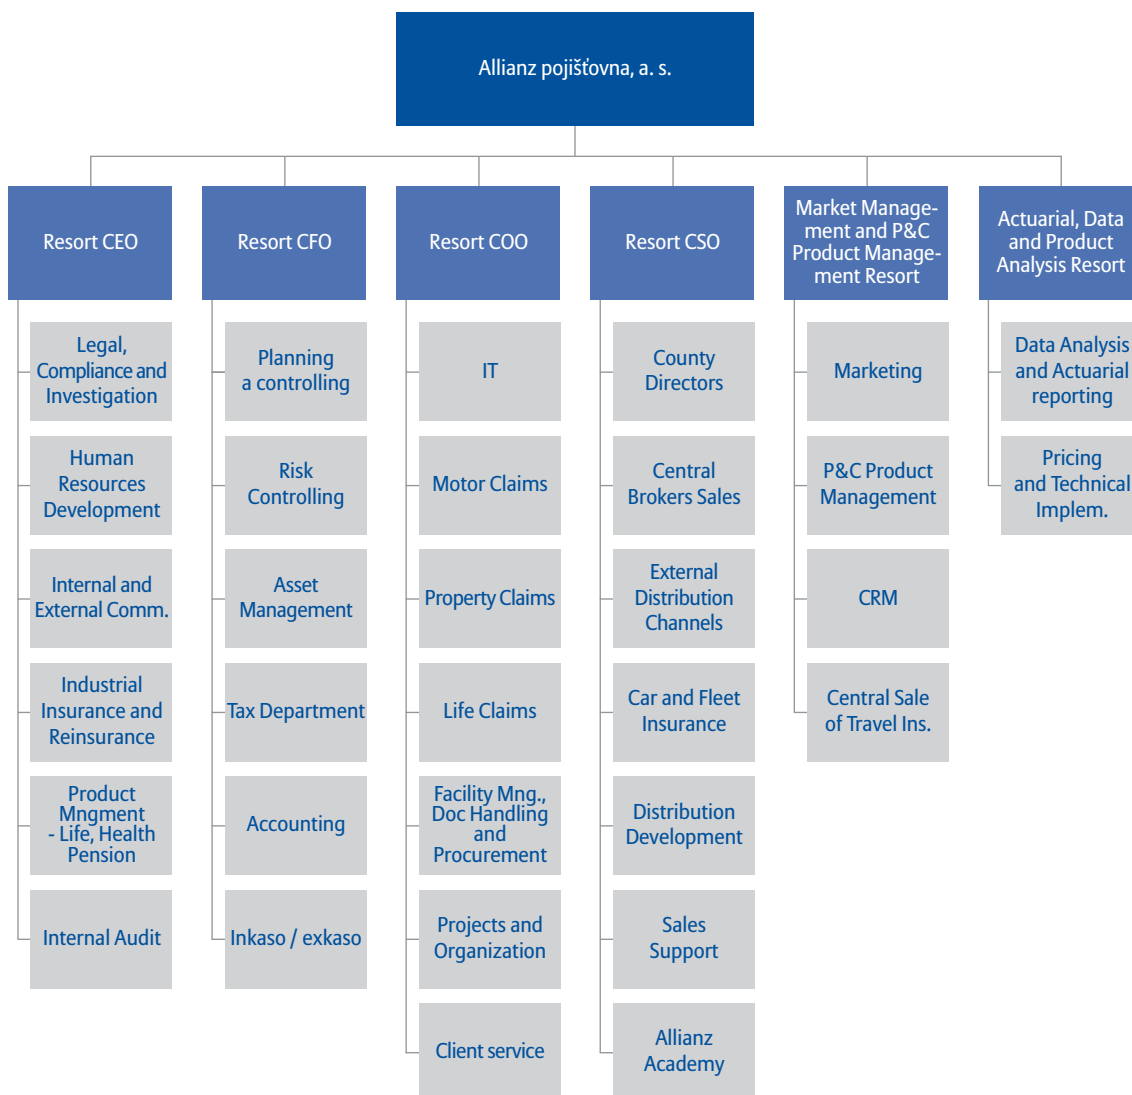 Allianz pojišťovna, a. s.
Resort CEO
Legal,
Compliance and
Investigation
Human
Resources
Development
Internal and
External Comm.
Industrial
Insurance and
Reinsurance
Product
Mngment
- Life, Health
Pension
Internal Audit
Resort CFO
Planning
a controlling
Risk
Controlling
Asset
Management
Tax Department
Accounting
Inkaso / exkaso
Resort COO
IT
Motor Claims
Property Claims
Life Claims
Facility Mng.,
Doc Handling
and
Procurement
Projects and
Organization
Client service
Resort CSO
County
Directors
Central
Brokers Sales
External
Distribution
Channels
Car and Fleet
Insurance
Distribution
Development
Sales
Support
Allianz
Academy
Market Manage-
ment and P&C
Product Manage-
ment Resort
Marketing
P&C Product
Management
CRM
Central Sale
of Travel Ins.
Actuarial, Data
and Product
Analysis Resort
Data Analysis
and Actuarial
reporting
Pricing
and Technical
Implem.